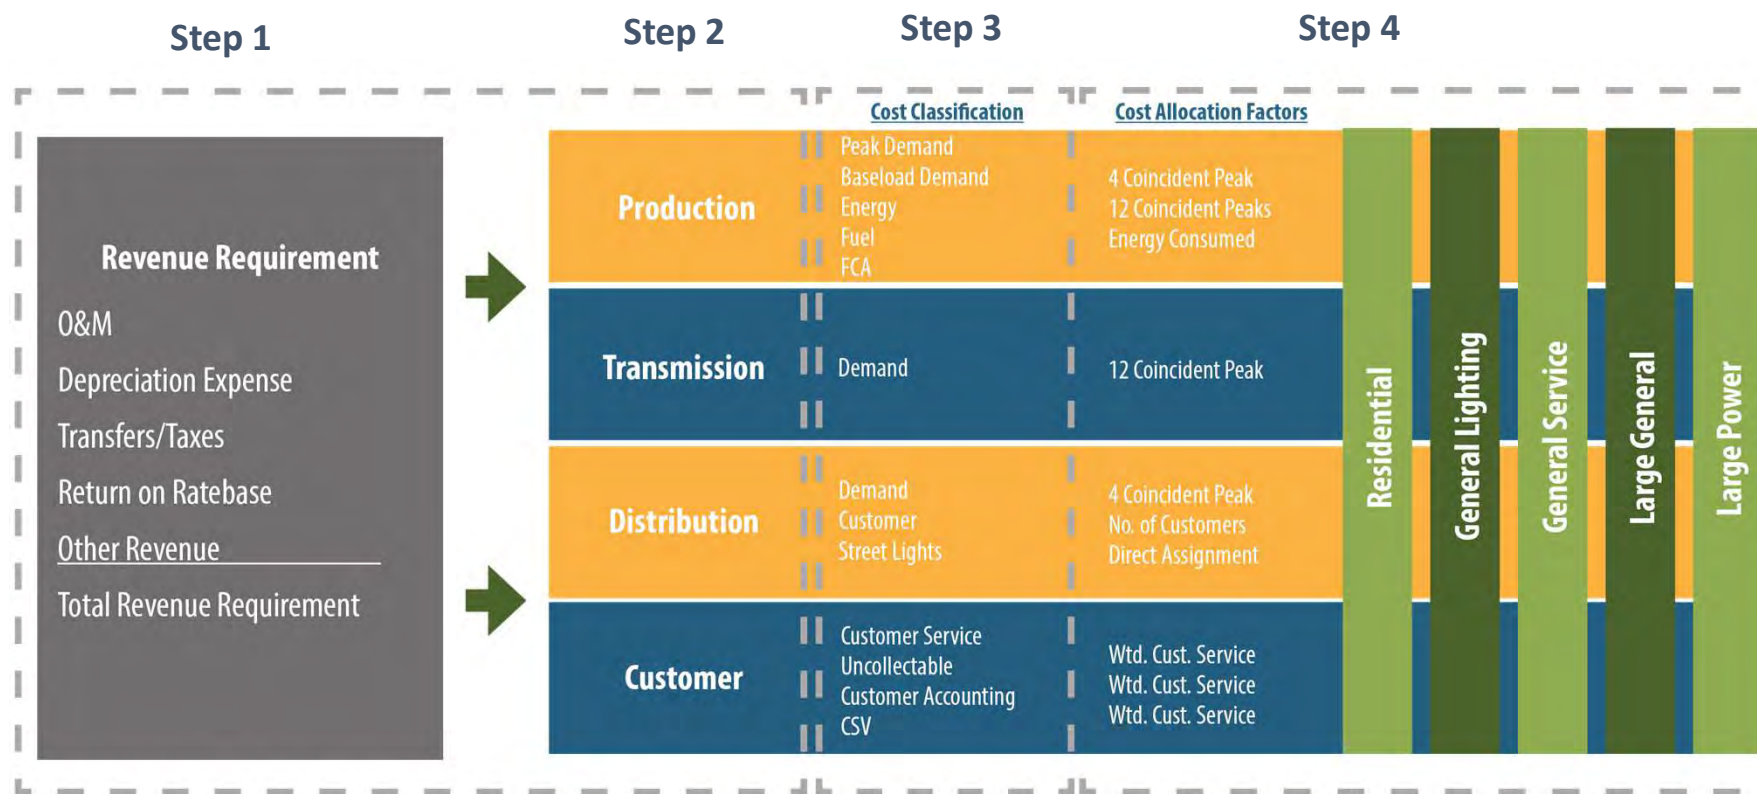 Step 1
Step 2
Step 3
Step 4
Revenue Requirement
O&M
Depreciation Expense
Transfers/Taxes
Return on Ratebase
Other Revenue
Total Revenue Requirement
Cost Classification
Cost Allocation Factors
Production
Peak Demand
Baseload Demand
Energy
Fuel
FCA
4 Coincident Peak
12 Coincident Peaks
Energy Consumed
Transmission
Demand
12 Coincident Peak
Distribution
Demand
Customer
Street Lights
4 Coincident Peak
No. of Customers
Direct Assignment
Customer
Customer Service
Uncollectable
Customer Accounting
CSV
Wtd. Cust. Service
Wtd. Cust. Service
Wtd. Cust. Service
Residential
General Lighting
General Service
Large General
Large Power